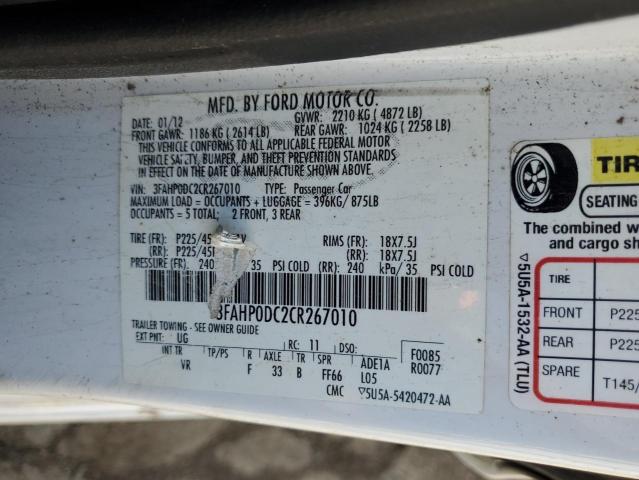 MFD. BY FORD MOTOR CO.
DATE: 01/12 GVWR: 2210 KG ( 4872 LB)
FRONT GAWR: 1186 KG ( 2614 LB) REAR GAWR: 1024 KG ( 2258 LB)
THIS VEHICLE CONFORMS TO ALL APPLICABLE FEDERAL MOTOR
VEHICLE SAFETY, BUMPER, AND THEFT PREVENTION STANDARDS
IN EFFECT ON THE DATE OF MANUFACTURE SHOWN ABOVE.
VIN: 3FAHP0DC2CR267010 TYPE: Passenger Car
MAXIMUM LOAD = OCCUPANTS + LUGGAGE = 396KG/ 875LB
OCCUPANTS = 5 TOTAL: 2 FRONT, 3 REAR
TIRE (FR): P225/45 V RIMS (FR): 18X7.5J
(RR): P225/45 (RR): 18X7.5J
PRESSURE (FR): 240 35 PSI COLD (RR): 240 kPa/ 35 PSI COLD
3FAHP0DC2CR267010
TRAILER TOWING - SEE OWNER GUIDE
EXT PNT: UG RC: 11 DSO: F0085
INT TR TP/PS R AXLE TR SPR ADE1A R0077
VR F 33 B FF66 L05
CMC 5U5A-5420472-AA
TIR
SEATING
The combined w
and cargo sh
5U5A-1532-AA (TLU)
TIRE
FRONT P225
REAR P225
SPARE T145/